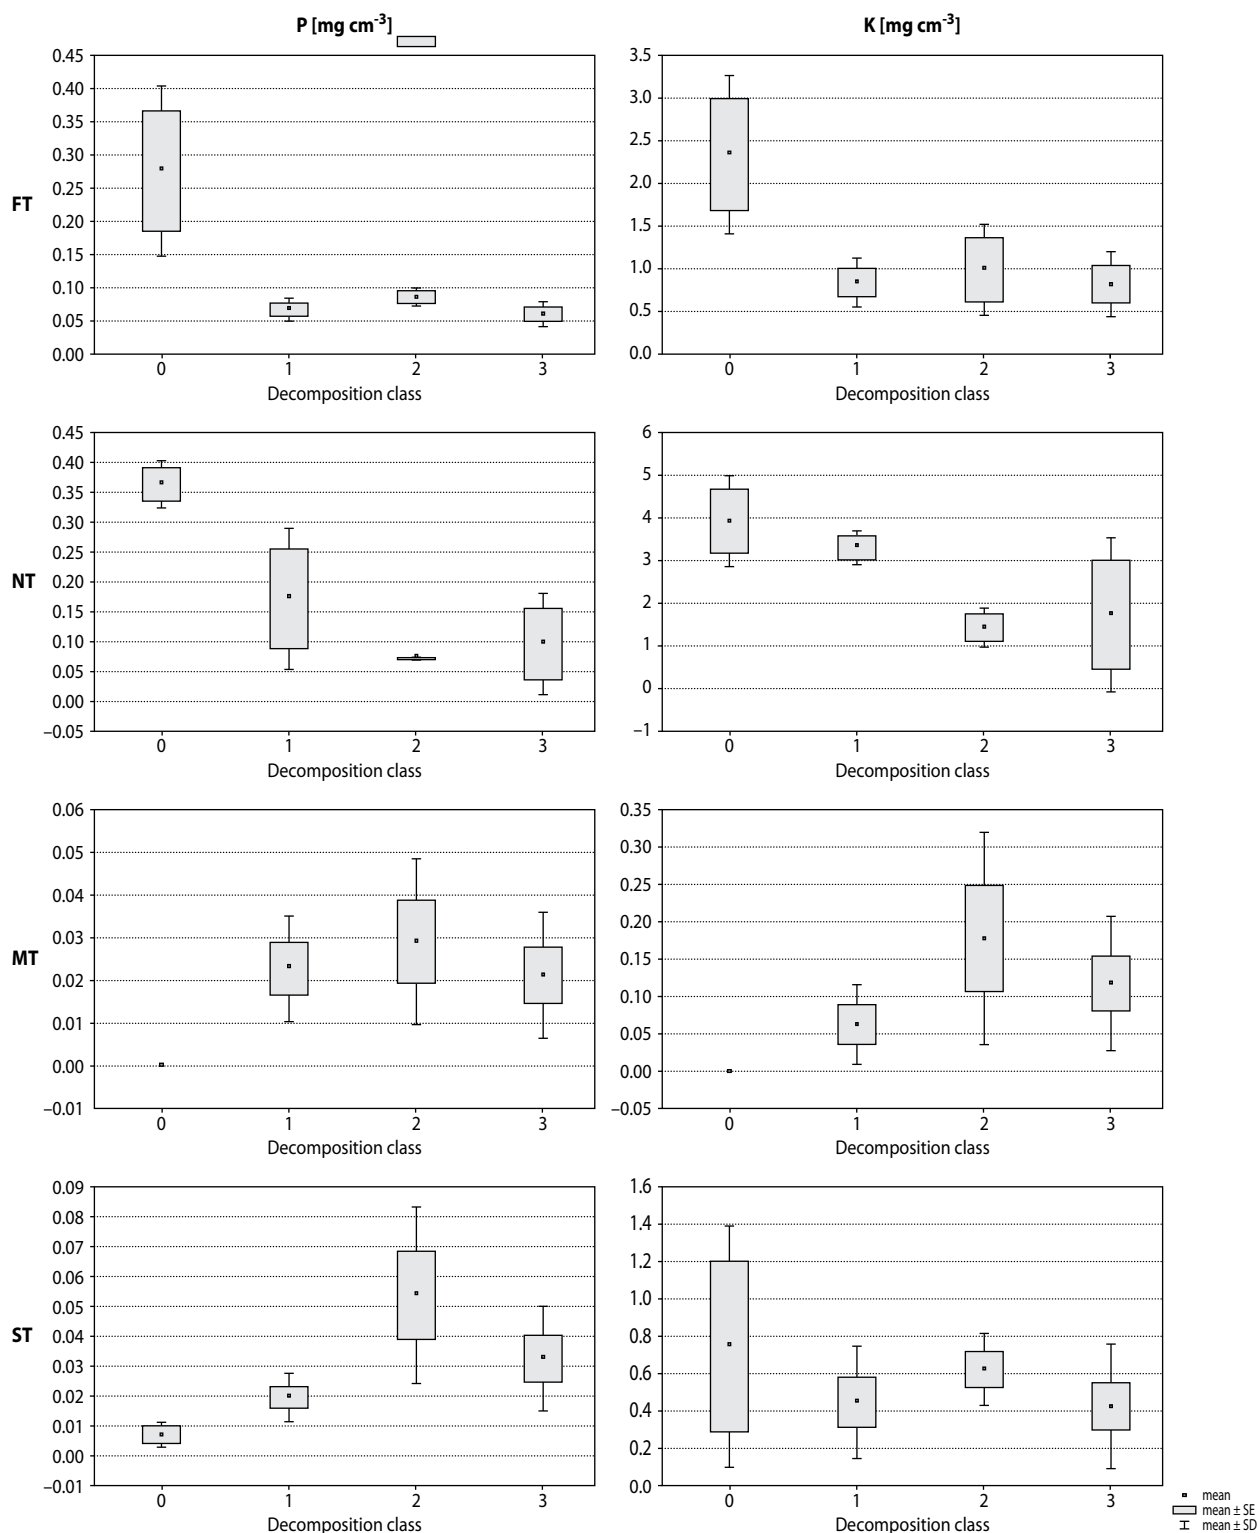 P [mg cm-3]
K [mg cm-3]
FT
0.45
0.40
0.35
0.30
0.25
0.20
0.15
0.10
0.05
0.00
0 1 2 3
Decomposition class
3.5
3.0
2.5
2.0
1.5
1.0
0.5
0.0
0 1 2 3
Decomposition class
NT
0.45
0.40
0.35
0.30
0.25
0.20
0.15
0.10
0.05
0.00
–0.05
0 1 2 3
Decomposition class
6
5
4
3
2
1
0
–1
0 1 2 3
Decomposition class
MT
0.06
0.05
0.04
0.03
0.02
0.01
0.00
–0.01
0 1 2 3
Decomposition class
0.35
0.30
0.25
0.20
0.15
0.10
0.05
0.00
–0.05
0 1 2 3
Decomposition class
ST
0.09
0.08
0.07
0.06
0.05
0.04
0.03
0.02
0.01
0.00
–0.01
0 1 2 3
Decomposition class
1.6
1.4
1.2
1.0
0.8
0.6
0.4
0.2
0.0
0 1 2 3
Decomposition class
mean
mean ± SE
mean ± SD